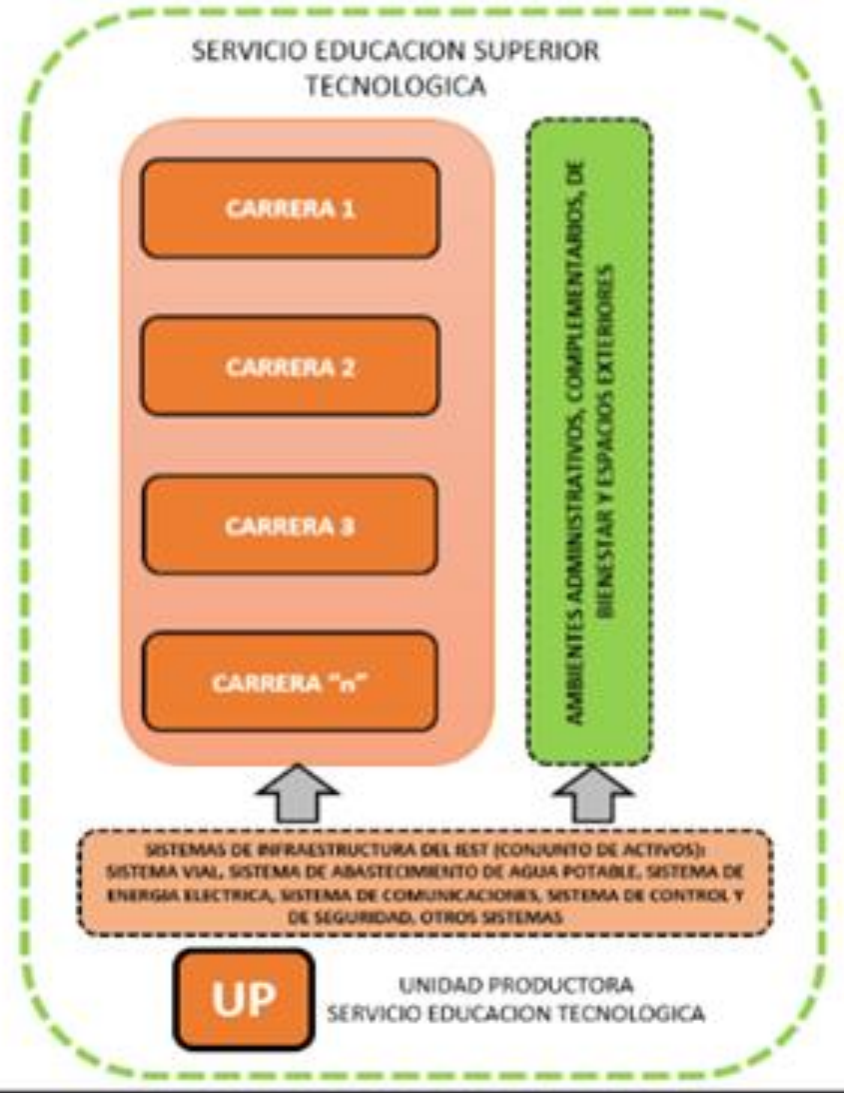 SERVICIO EDUCACION SUPERIOR
TECNOLOGICA
CARRERA 1
CARRERA 2
CARRERA 3
CARRERA "n"
AMBIENTES ADMINISTRATIVOS, COMPLEMENTARIOS, DE
BIENESTAR Y ESPACIOS EXTERIORES
SISTEMAS DE INFRAESTRUCTURA DEL IEST (CONJUNTO DE ACTIVOS):
SISTEMA VIAL, SISTEMA DE ABASTECIMIENTO DE AGUA POTABLE, SISTEMA DE
ENERGIA ELECTRICA, SISTEMA DE COMUNICACIONES, SISTEMA DE CONTROL Y
DE SEGURIDAD, OTROS SISTEMAS
UP
UNIDAD PRODUCTORA
SERVICIO EDUCACION TECNOLOGICA